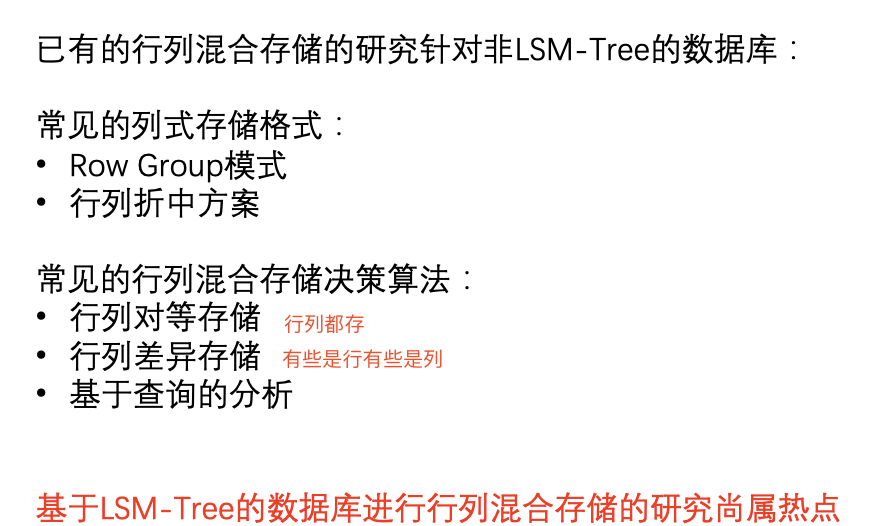 已有的行列混合存储的研究针对非LSM-Tree的数据库：
常见的列式存储格式：
• Row Group模式
• 行列折中方案
常见的行列混合存储决策算法：
• 行列对等存储 行列都存
• 行列差异存储 有些是行有些是列
• 基于查询的分析
基于LSM-Tree的数据库进行行列混合存储的研究尚属热点